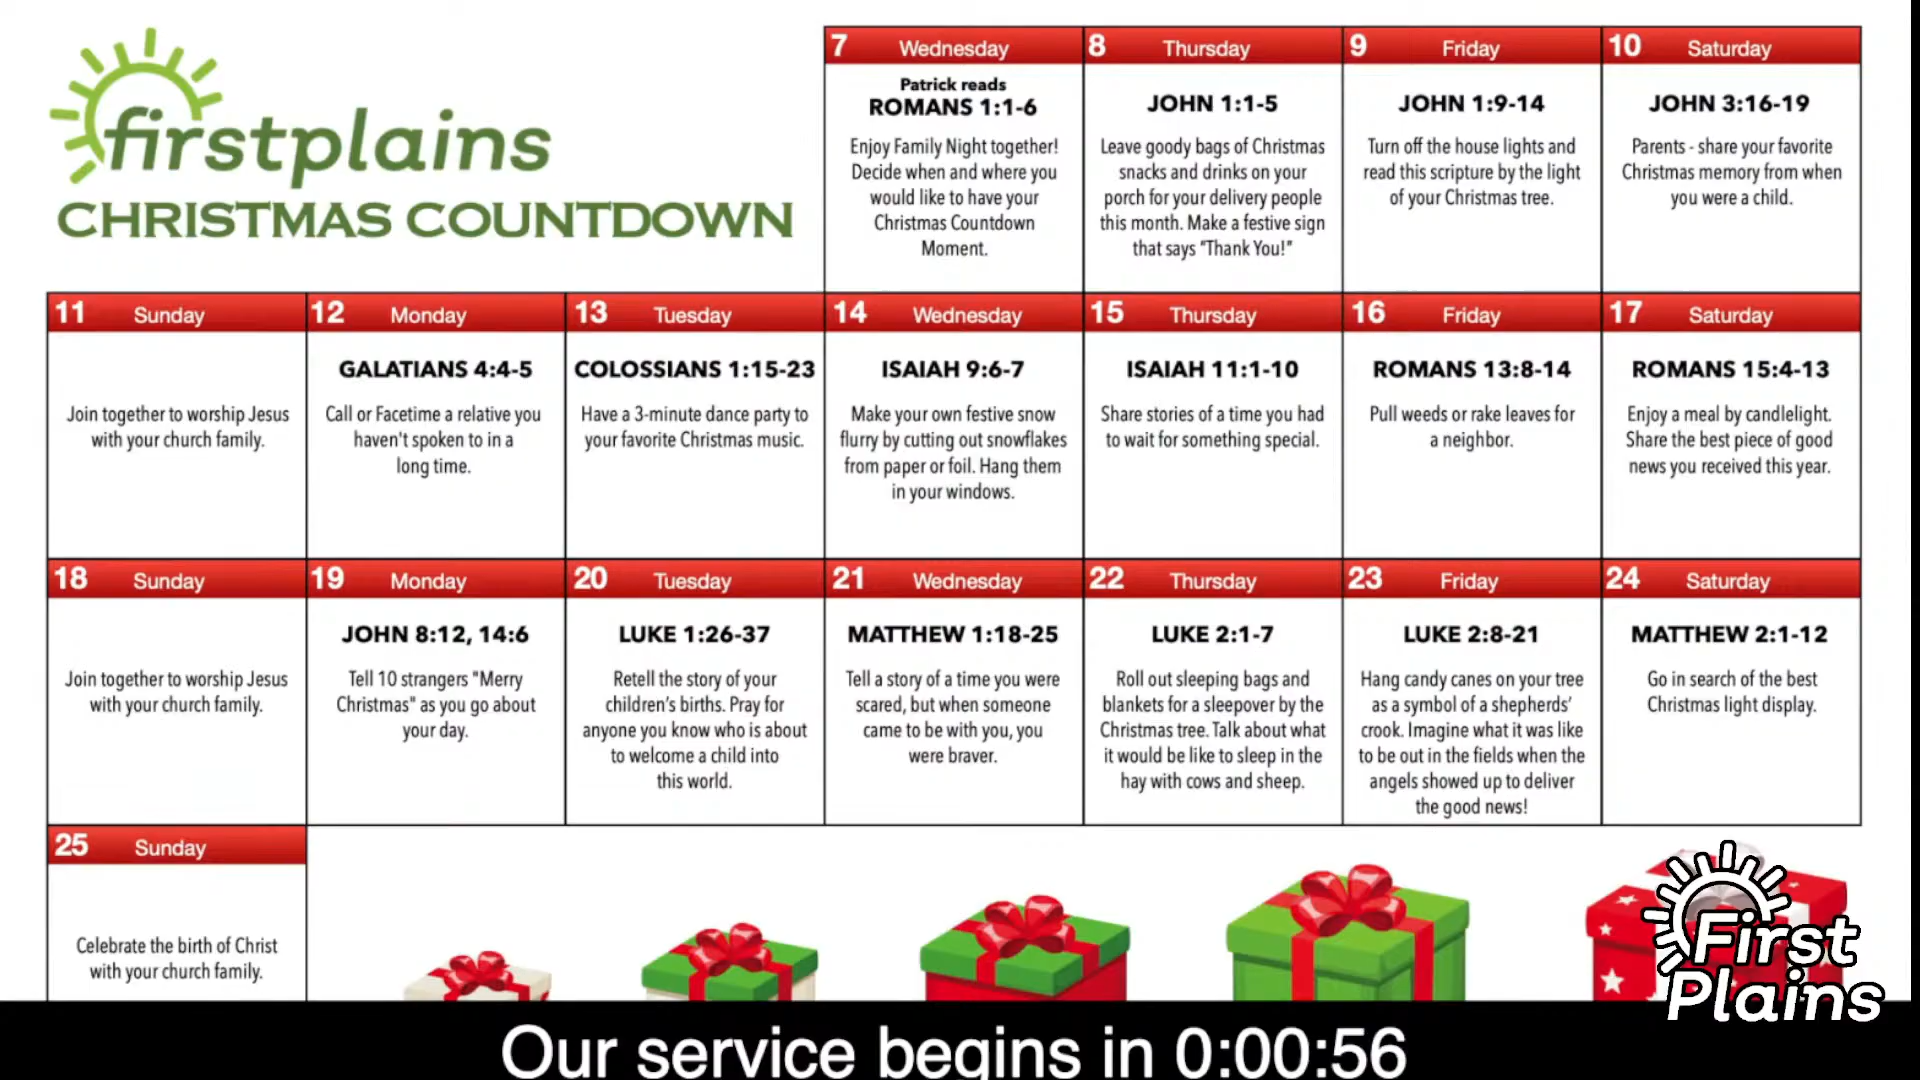 firstplains
CHRISTMAS COUNTDOWN
7 Wednesday
Patrick reads
ROMANS 1:1-6
Enjoy Family Night together!
Decide when and where you
would like to have your
Christmas Countdown
Moment.
8 Thursday
JOHN 1:1-5
Leave goody bags of Christmas
snacks and drinks on your
porch for your delivery people
this month. Make a festive sign
that says "Thank You!"
9 Friday
JOHN 1:9-14
Turn off the house lights and
read this scripture by the light
of your Christmas tree.
10 Saturday
JOHN 3:16-19
Parents - share your favorite
Christmas memory from when
you were a child.
11 Sunday
Join together to worship Jesus
with your church family.
12 Monday
GALATIANS 4:4-5
Call or Facetime a relative you
haven't spoken to in a
long time.
13 Tuesday
COLOSSIANS 1:15-23
Have a 3-minute dance party to
your favorite Christmas music.
14 Wednesday
ISAIAH 9:6-7
Make your own festive snow
flurry by cutting out snowflakes
from paper or foil. Hang them
in your windows.
15 Thursday
ISAIAH 11:1-10
Share stories of a time you had
to wait for something special.
16 Friday
ROMANS 13:8-14
Pull weeds or rake leaves for
a neighbor.
17 Saturday
ROMANS 15:4-13
Enjoy a meal by candlelight.
Share the best piece of good
news you received this year.
18 Sunday
Join together to worship Jesus
with your church family.
19 Monday
JOHN 8:12, 14:6
Tell 10 strangers "Merry
Christmas" as you go about
your day.
20 Tuesday
LUKE 1:26-37
Retell the story of your
children's births. Pray for
anyone you know who is about
to welcome a child into
this world.
21 Wednesday
MATTHEW 1:18-25
Tell a story of a time you were
scared, but when someone
came to be with you, you
were braver.
22 Thursday
LUKE 2:1-7
Roll out sleeping bags and
blankets for a sleepover by the
Christmas tree. Talk about what
it would be like to sleep in the
hay with cows and sheep.
23 Friday
LUKE 2:8-21
Hang candy canes on your tree
as a symbol of a shepherds'
crook. Imagine what it was like
to be out in the fields when the
angels showed up to deliver
the good news!
24 Saturday
MATTHEW 2:1-12
Go in search of the best
Christmas light display.
25 Sunday
Celebrate the birth of Christ
with your church family.
First
Plains
Our service begins in 0:00:56